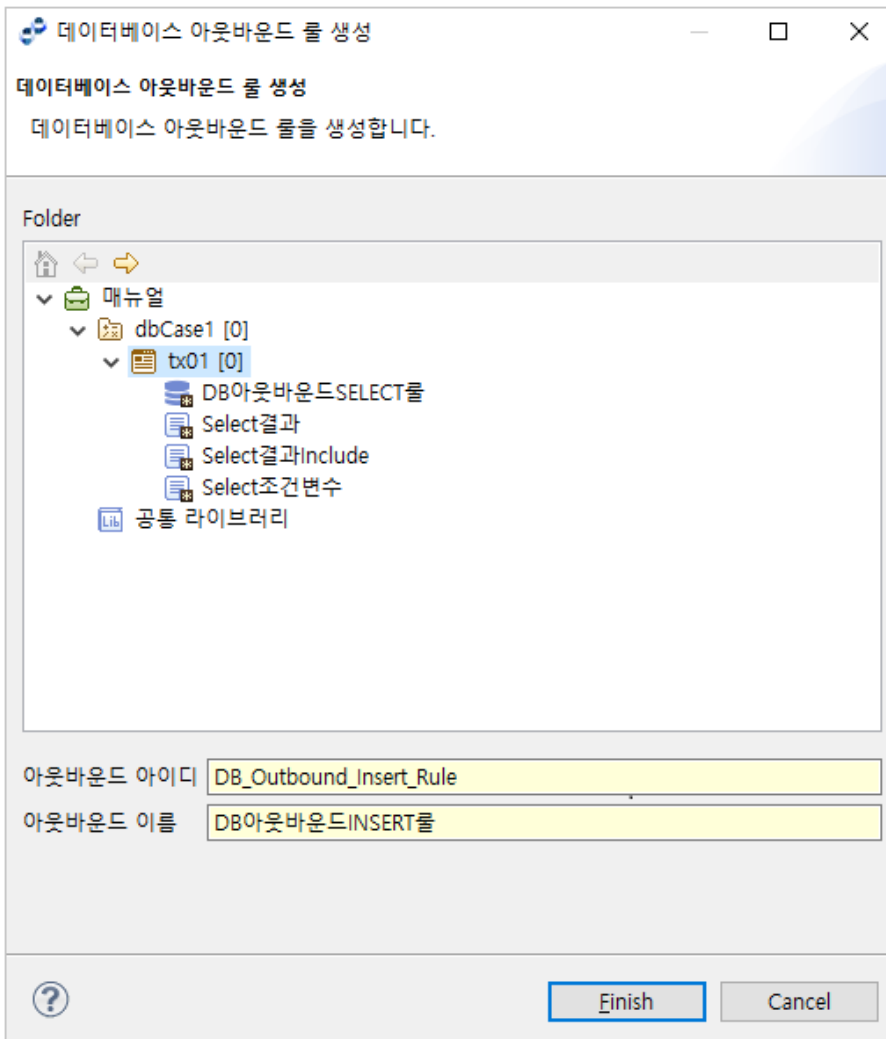 데이터베이스 아웃바운드 룰 생성
데이터베이스 아웃바운드 룰 생성
데이터베이스 아웃바운드 룰을 생성합니다.
Folder
매뉴얼
dbCase1 [0]
tx01 [0]
DB아웃바운드SELECT룰
Select결과
Select결과Include
Select조건변수
Lib 공통 라이브러리
아웃바운드 아이디 DB_Outbound_Insert_Rule
아웃바운드 이름 DB아웃바운드INSERT룰
Finish Cancel